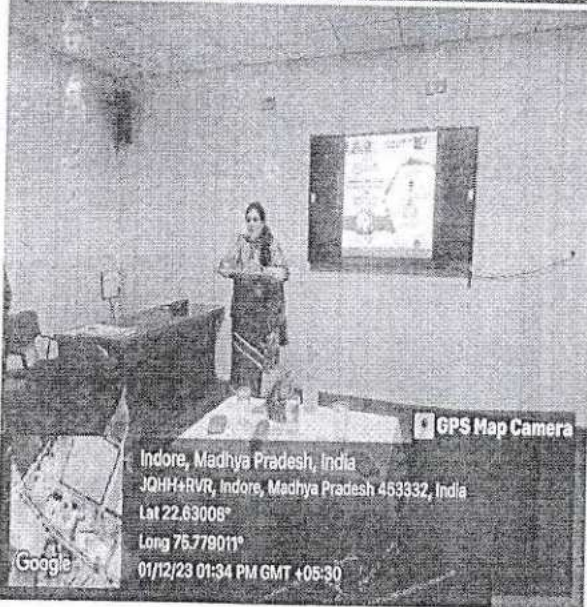 GPS Map Camera
Indore, Madhya Pradesh, India
JQHH+RVR, Indore, Madhya Pradesh 453332, India
Lat 22.63008°
Long 75.779011°
01/12/23 01:34 PM GMT +05:30
Google